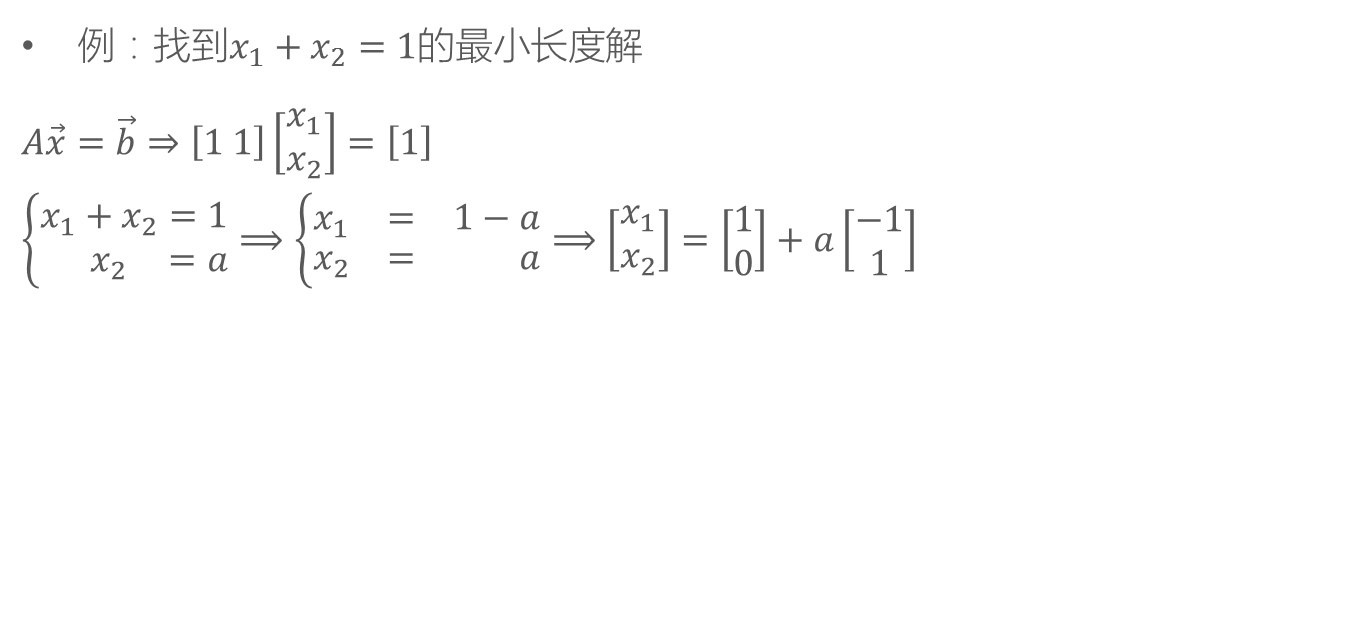 • 例：找到𝑥₁ + 𝑥₂ = 1的最小长度解
𝐴𝑥⃗ = 𝑏⃗ ⇒ [1 1] [𝑥₁ 𝑥₂] = [1]
{𝑥₁ + 𝑥₂ = 1 𝑥₂ = 𝑎 ⟹ {𝑥₁ = 1 − 𝑎 𝑥₂ = 𝑎 ⟹ [𝑥₁ 𝑥₂] = [1 0] + 𝑎 [−1 1]